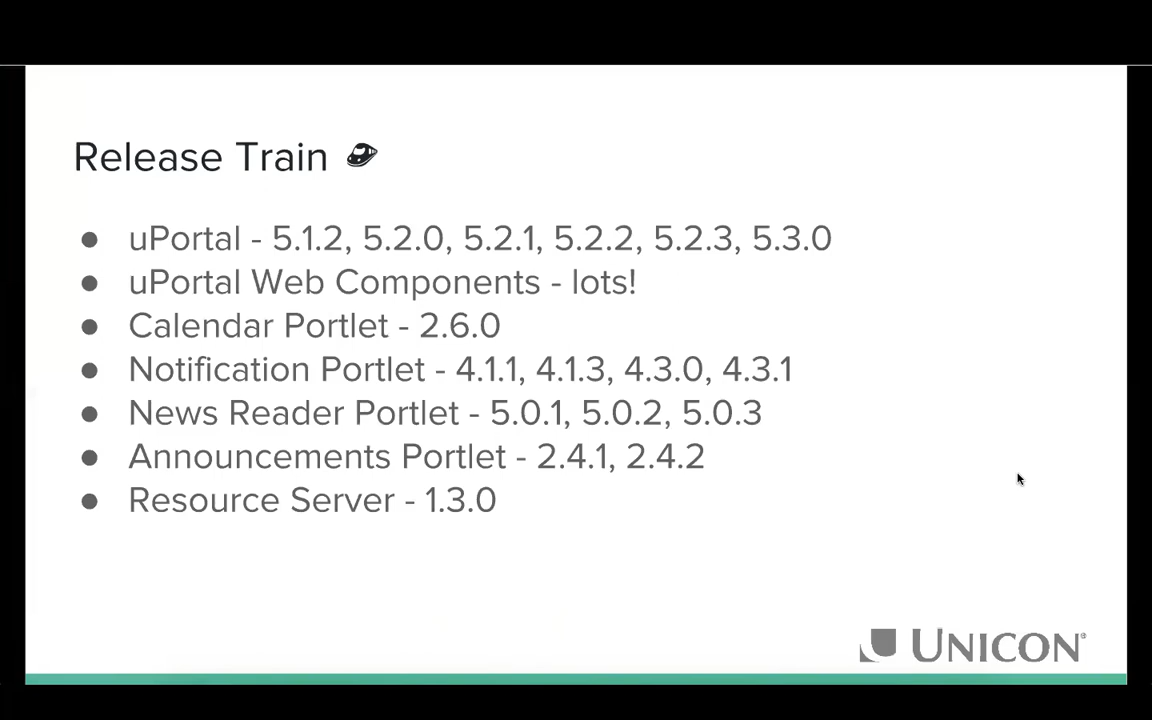 Release Train
● uPortal - 5.1.2, 5.2.0, 5.2.1, 5.2.2, 5.2.3, 5.3.0
● uPortal Web Components - lots!
● Calendar Portlet - 2.6.0
● Notification Portlet - 4.1.1, 4.1.3, 4.3.0, 4.3.1
● News Reader Portlet - 5.0.1, 5.0.2, 5.0.3
● Announcements Portlet - 2.4.1, 2.4.2
● Resource Server - 1.3.0
UNICON®